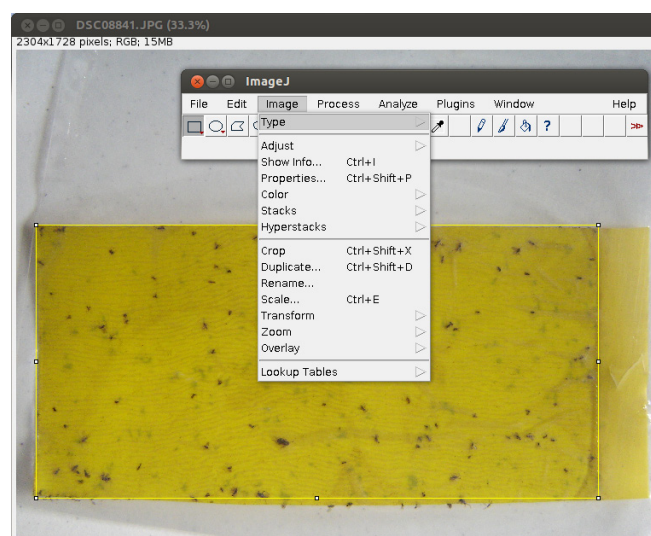 DSC08841.JPG (33.3%)
2304x1728 pixels; RGB; 15MB
ImageJ
File Edit Image Process Analyze Plugins Window Help
Type
?
Adjust
Show Info... Ctrl+I
Properties... Ctrl+Shift+P
Color
Stacks
Hyperstacks
Crop Ctrl+Shift+X
Duplicate... Ctrl+Shift+D
Rename...
Scale... Ctrl+E
Transform
Zoom
Overlay
Lookup Tables